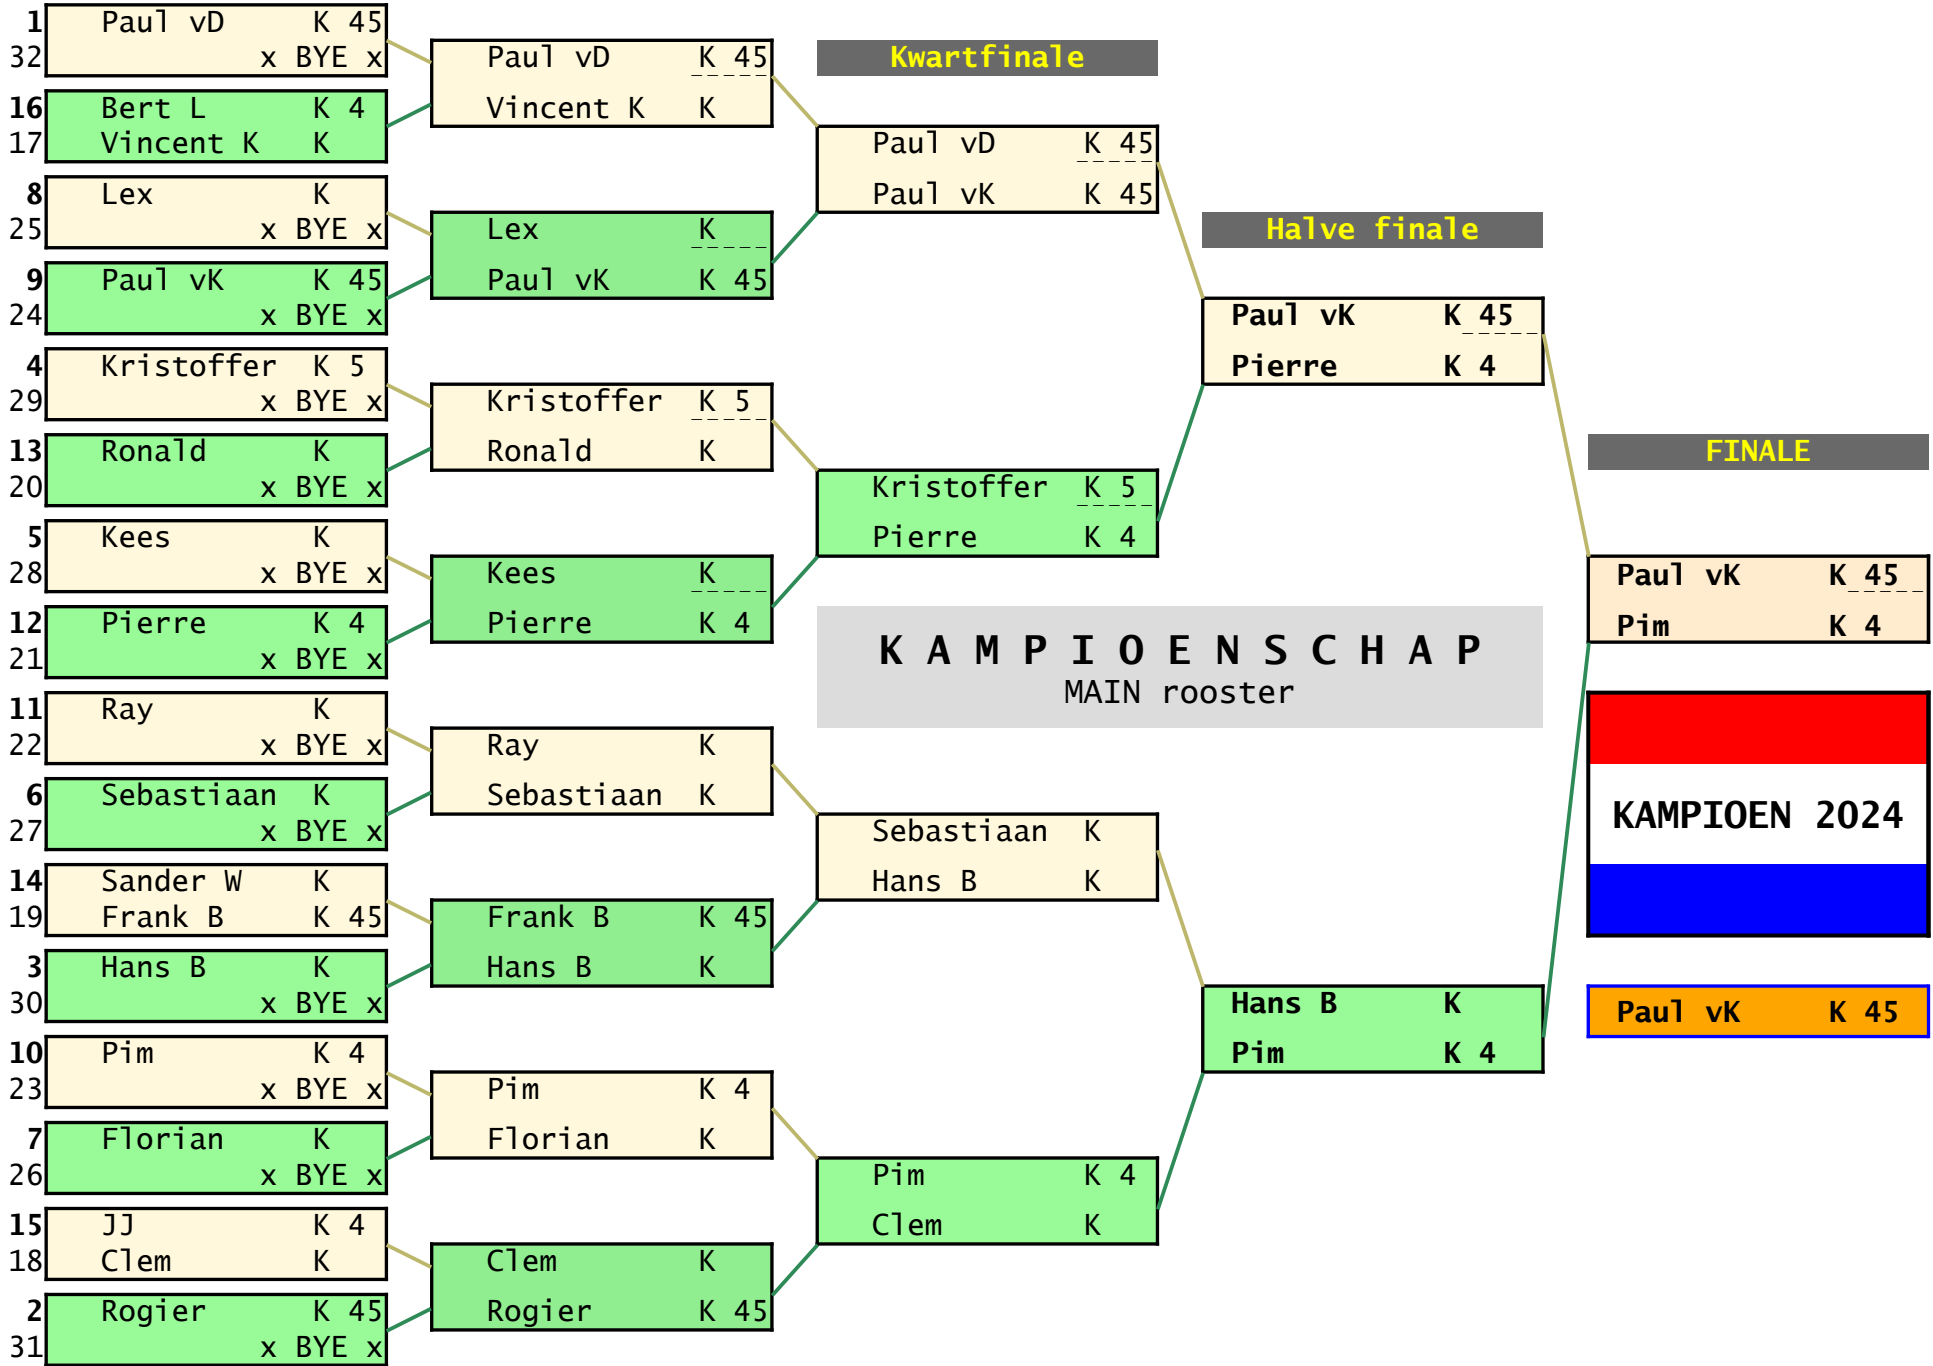 1 Paul vD K 45
32 x BYE x
16 Bert L K 4
17 Vincent K K
8 Lex K
25 x BYE x
9 Paul vK K 45
24 x BYE x
4 Kristoffer K 5
29 x BYE x
13 Ronald K
20 x BYE x
5 Kees K
28 x BYE x
12 Pierre K 4
21 x BYE x
11 Ray K
22 x BYE x
6 Sebastiaan K
27 x BYE x
14 Sander W K
19 Frank B K 45
3 Hans B K
30 x BYE x
10 Pim K 4
23 x BYE x
7 Florian K
26 x BYE x
15 JJ K 4
18 Clem K
2 Rogier K 45
31 x BYE x
Paul vD K 45
Vincent K K
Lex K
Paul vK K 45
Kristoffer K 5
Ronald K
Kees K
Pierre K 4
Ray K
Sebastiaan K
Frank B K 45
Hans B K
Pim K 4
Florian K
Clem K
Rogier K 45
Kwartfinale
Paul vD K 45
Paul vK K 45
Kristoffer K 5
Pierre K 4
KAMPIOENSCHAP
MAIN rooster
Sebastiaan K
Hans B K
Pim K 4
Clem K
Halve finale
Paul vK K 45
Pierre K 4
Hans B K
Pim K 4
FINALE
Paul vK K 45
Pim K 4
KAMPIOEN 2024
Paul vK K 45